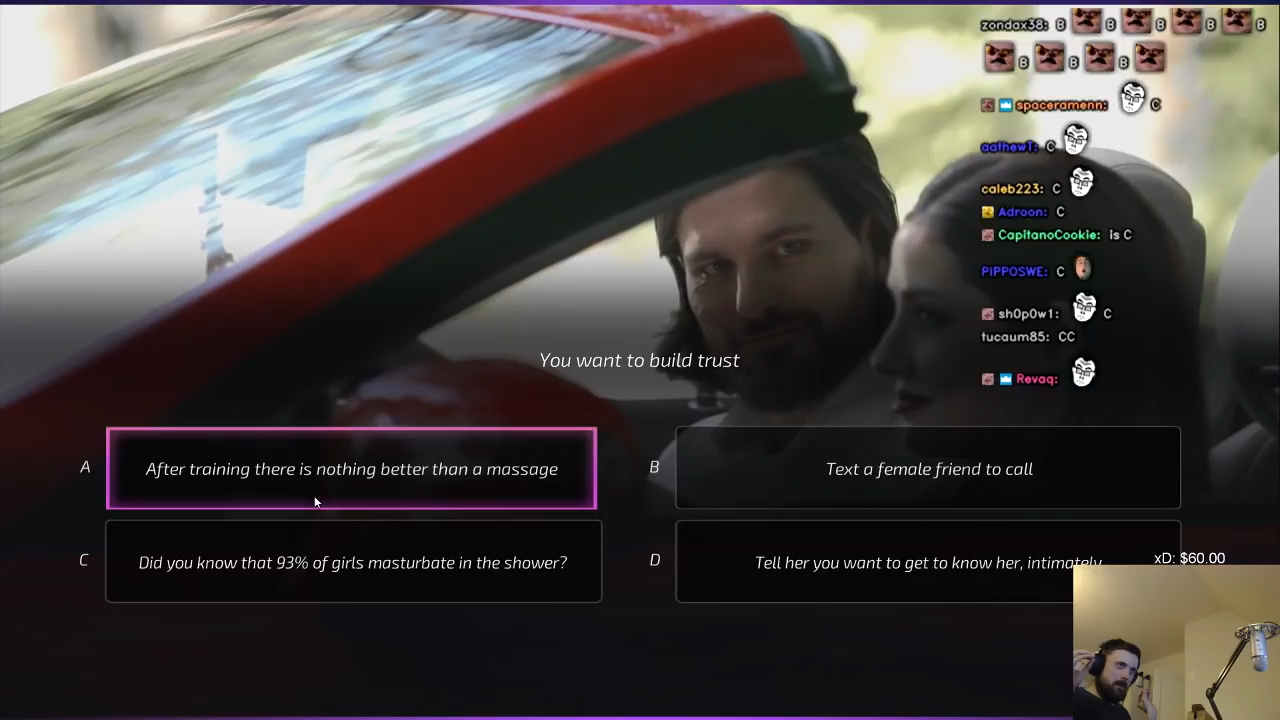 zondax38: B B B B B
B B B
spaceramenn: C
aathewT: C
caleb223: C
Adroon: C
CapitanoCookie: is C
PIPPOSWE: C
sh0p0w1: C
tucaum85: CC
Revaq:
You want to build trust
A After training there is nothing better than a massage
B Text a female friend to call
C Did you know that 93% of girls masturbate in the shower?
D Tell her you want to get to know her, intimately
xD: $60.00